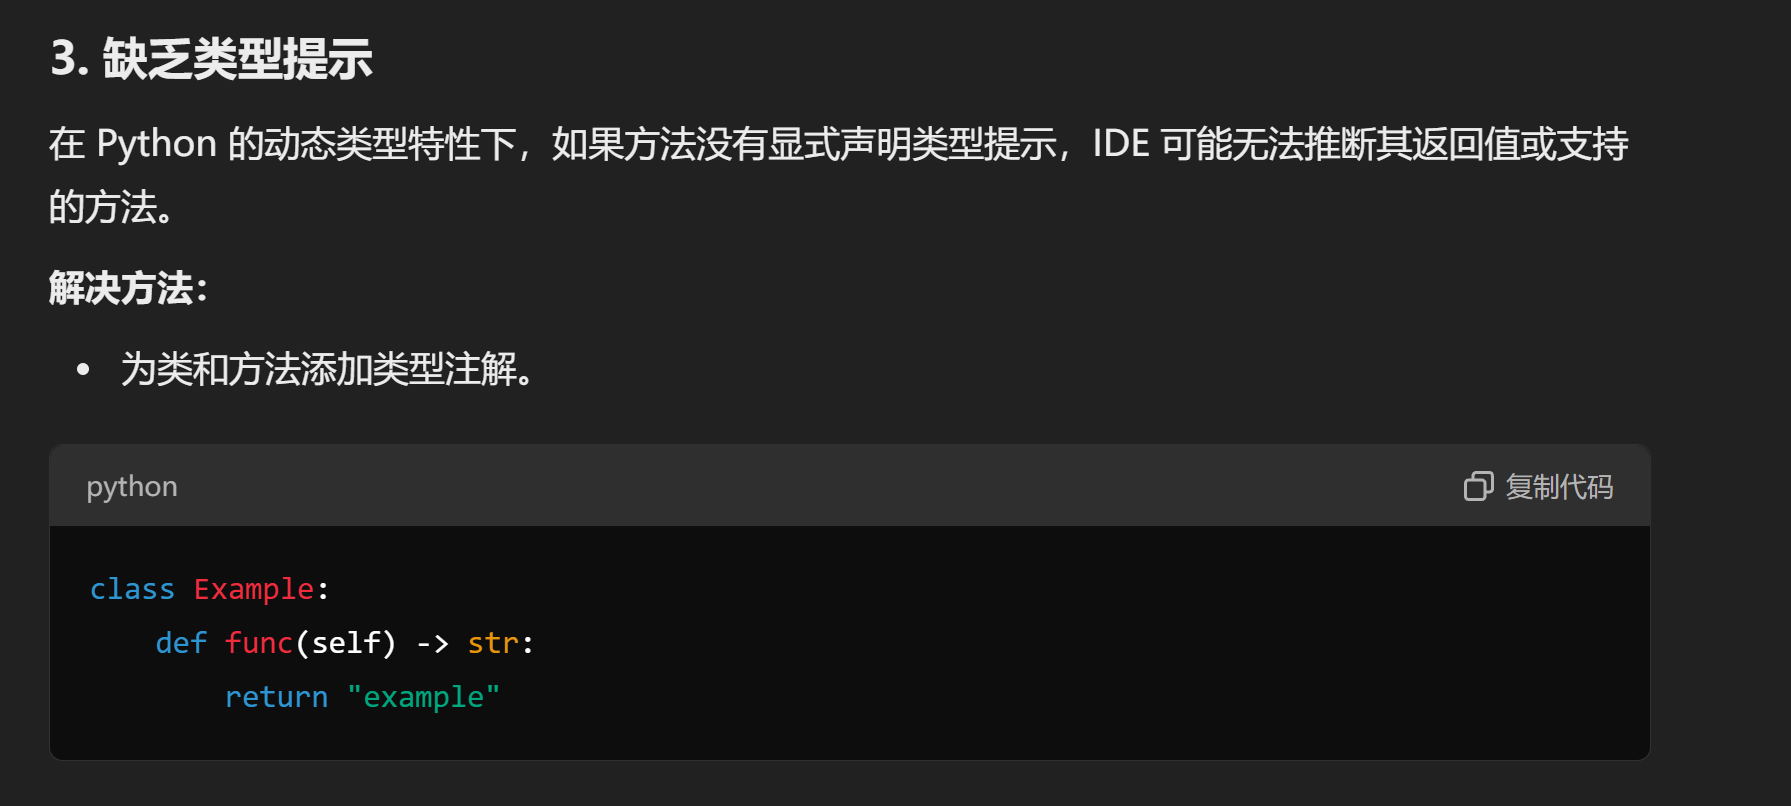 3. 缺乏类型提示
在 Python 的动态类型特性下，如果方法没有显式声明类型提示，IDE 可能无法推断其返回值或支持
的方法。
解决方法：
• 为类和方法添加类型注解。
python 复制代码
class Example:
    def func(self) -> str:
        return "example"